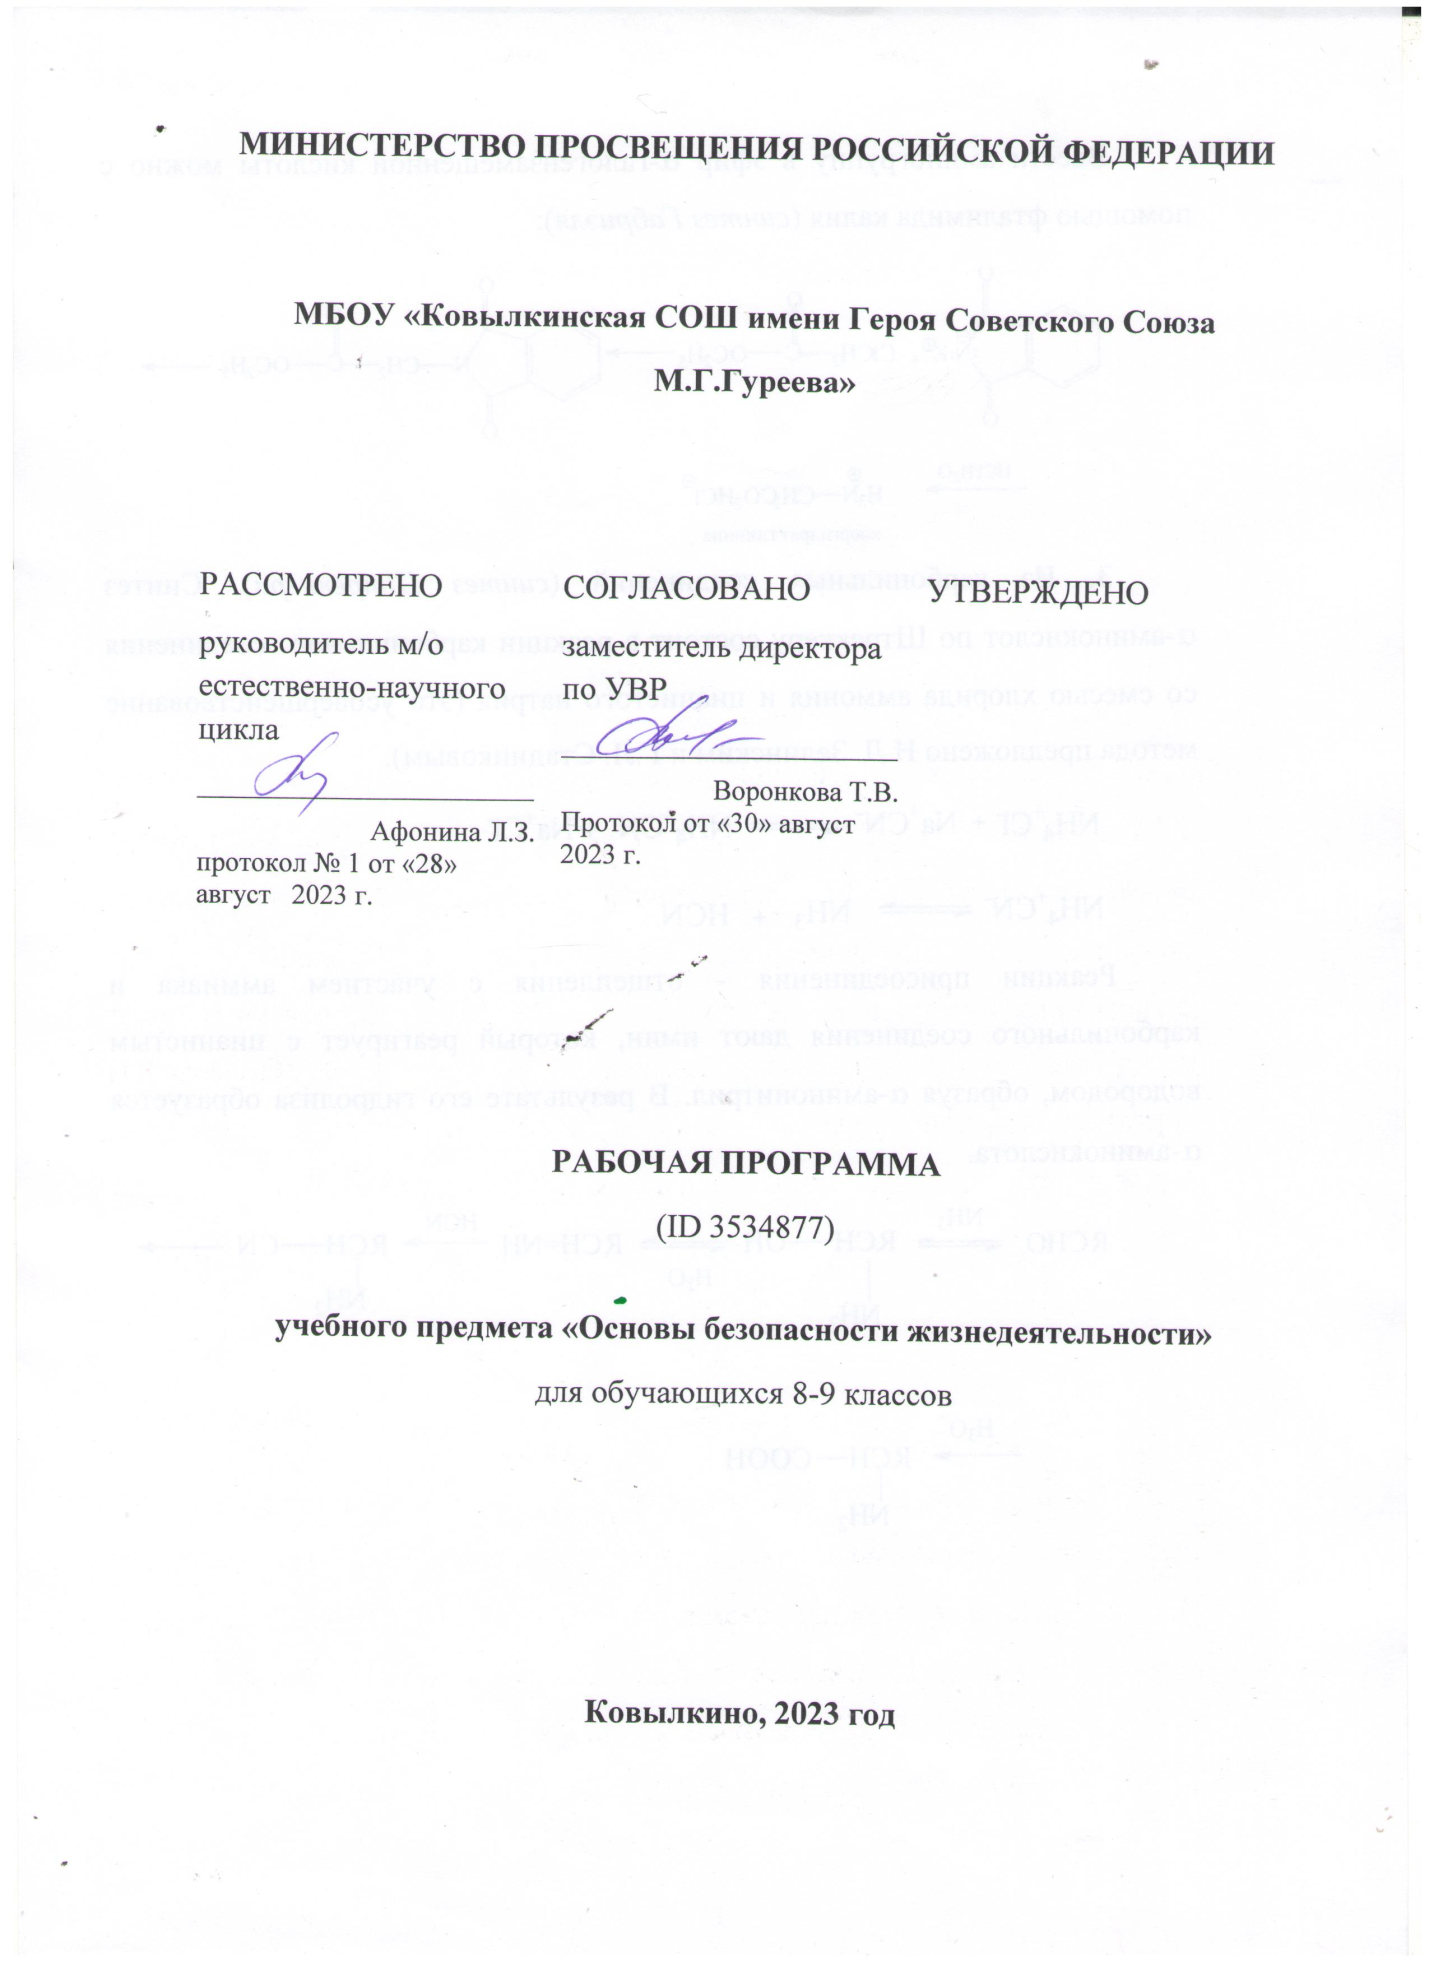 МИНИСТЕРСТВО ПРОСВЕЩЕНИЯ РОССИЙСКОЙ ФЕДЕРАЦИИ
МБОУ «Ковылкинская СОШ имени Героя Советского Союза
М.Г.Гуреева»
РАССМОТРЕНО
руководитель м/о
естественно-научного
цикла
Афонина Л.З.
протокол № 1 от «28»
август 2023 г.
СОГЛАСОВАНО
заместитель директора
по УВР
Воронкова Т.В.
Протокол от «30» август
2023 г.
УТВЕРЖДЕНО
РАБОЧАЯ ПРОГРАММА
(ID 3534877)
учебного предмета «Основы безопасности жизнедеятельности»
для обучающихся 8-9 классов
Ковылкино, 2023 год